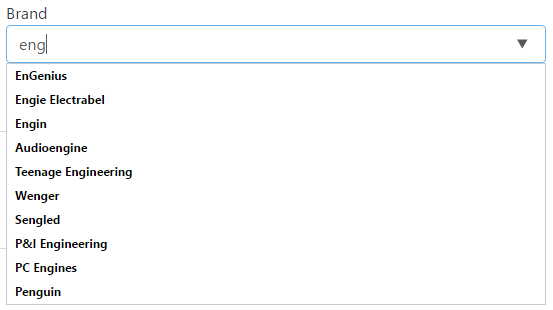 Brand
eng
EnGenius
Engie Electrabel
Engin
Audioengine
Teenage Engineering
Wenger
Sengled
P&I Engineering
PC Engines
Penguin